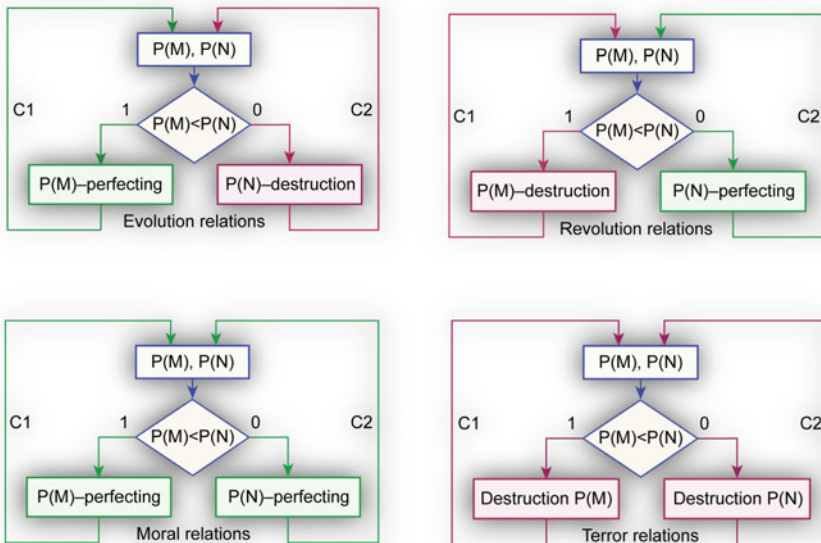 P(M), P(N)
C1
1
0
C2
P(M)<P(N)
P(M)–perfecting
P(N)–destruction
Evolution relations
P(M), P(N)
C1
1
0
C2
P(M)<P(N)
P(M)–destruction
P(N)–perfecting
Revolution relations
P(M), P(N)
C1
1
0
C2
P(M)<P(N)
P(M)–perfecting
P(N)–perfecting
Moral relations
P(M), P(N)
C1
1
0
C2
P(M)<P(N)
Destruction P(M)
Destruction P(N)
Terror relations